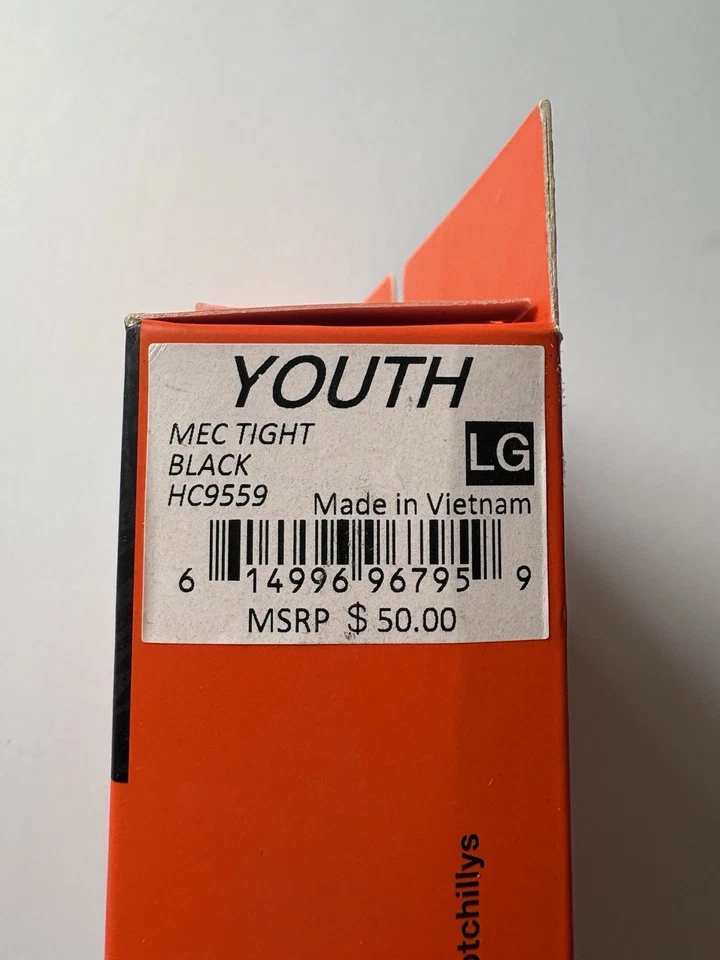 YOUTH
MEC TIGHT
BLACK
LG
HC9559
Made in Vietnam
6 14996 96795 9
MSRP $ 50.00
otchillys